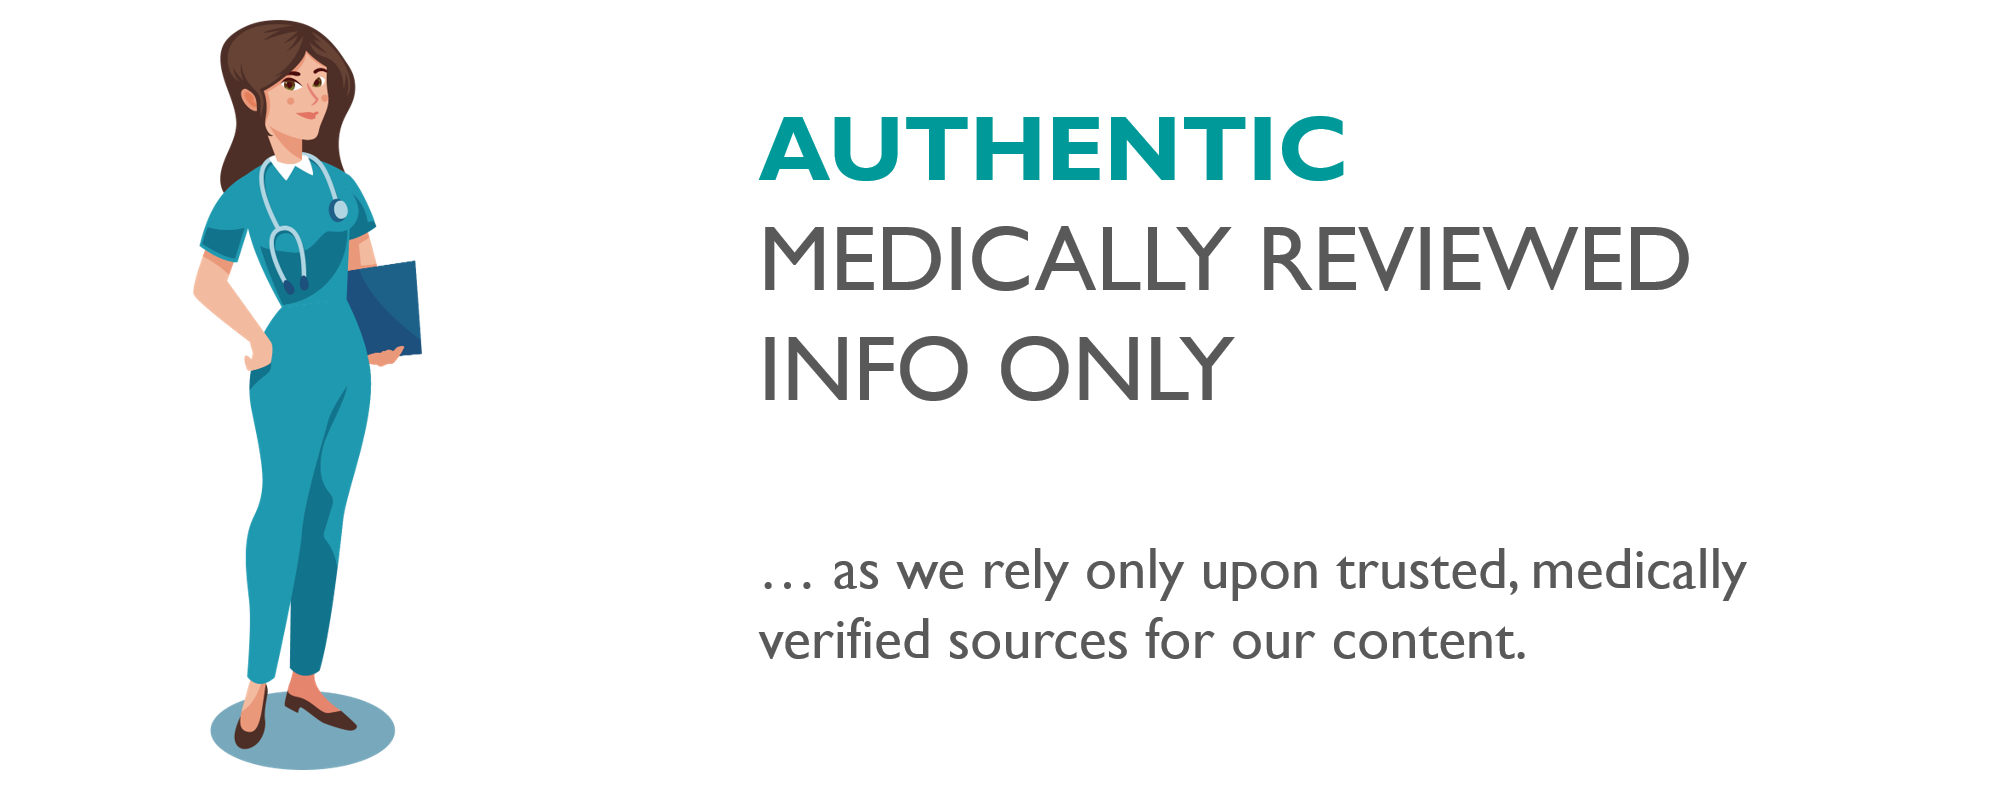 AUTHENTIC
MEDICALLY REVIEWED
INFO ONLY
… as we rely only upon trusted, medically
verified sources for our content.